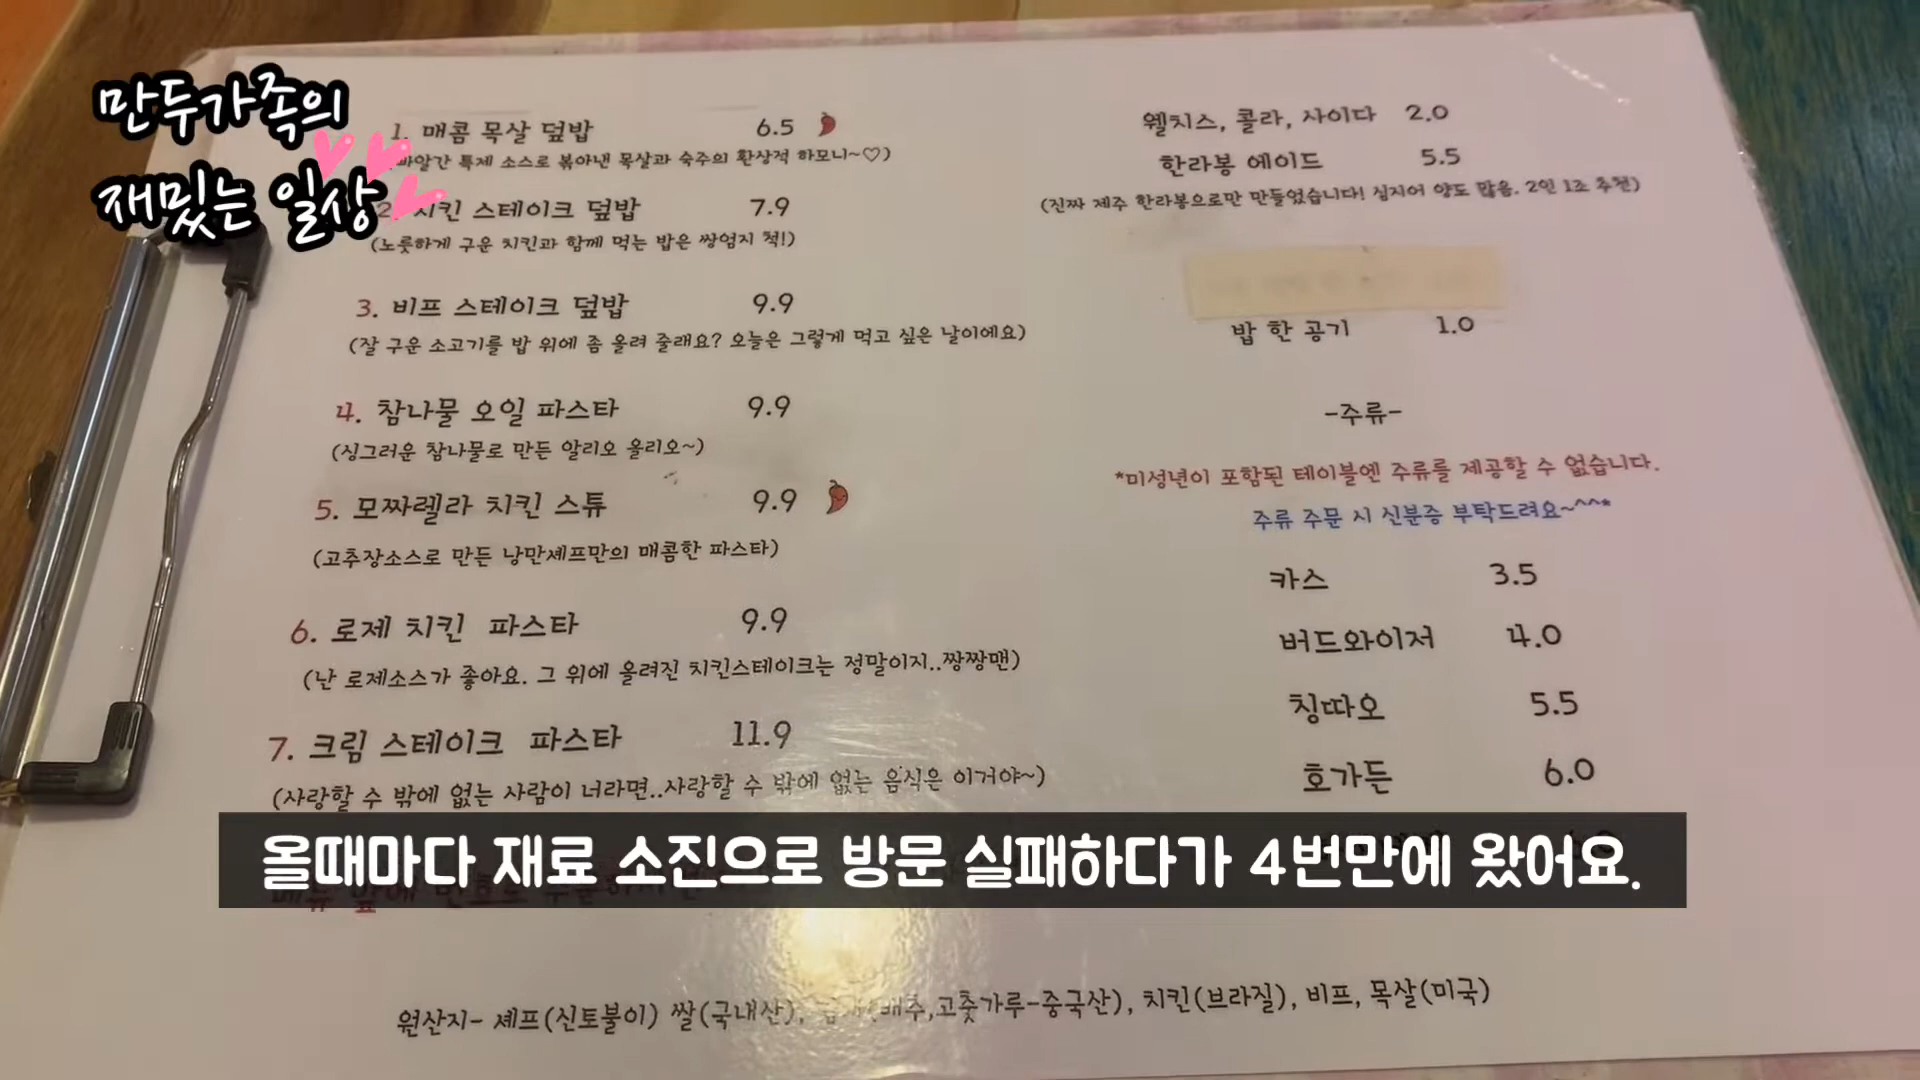 만두가족의
재밌는 일상
1. 매콤 목살 덮밥 6.5
빠알간 특제 소스로 볶아낸 목살과 숙주의 환상적 하모니~♡)
2. 치킨 스테이크 덮밥 7.9
(노릇하게 구운 치킨과 함께 먹는 밥은 쌍엄지 척!)
3. 비프 스테이크 덮밥 9.9
(잘 구운 소고기를 밥 위에 좀 올려 줄래요? 오늘은 그렇게 먹고 싶은 날이에요)
4. 참나물 오일 파스타 9.9
(싱그러운 참나물로 만든 알리오 올리오~)
5. 모짜렐라 치킨 스튜 9.9
(고추장소스로 만든 낭만셰프만의 매콤한 파스타)
6. 로제 치킨 파스타 9.9
(난 로제소스가 좋아요. 그 위에 올려진 치킨스테이크는 정말이지..짱짱맨)
7. 크림 스테이크 파스타 11.9
(사랑할 수 밖에 없는 사람이 너라면..사랑할 수 밖에 없는 음식은 이거야~)
웰치스, 콜라, 사이다 2.0
한라봉 에이드 5.5
(진짜 제주 한라봉으로만 만들었습니다! 심지어 양도 많음. 2인 1조 추천)
밥 한 공기 1.0
-주류-
*미성년이 포함된 테이블엔 주류를 제공할 수 없습니다.
주류 주문 시 신분증 부탁드려요~^^*
카스 3.5
버드와이저 4.0
칭따오 5.5
호가든 6.0
올때마다 재료 소진으로 방문 실패하다가 4번만에 왔어요.
원산지- 셰프(신토불이) 쌀(국내산), (배추,고춧가루-중국산), 치킨(브라질), 비프, 목살(미국)